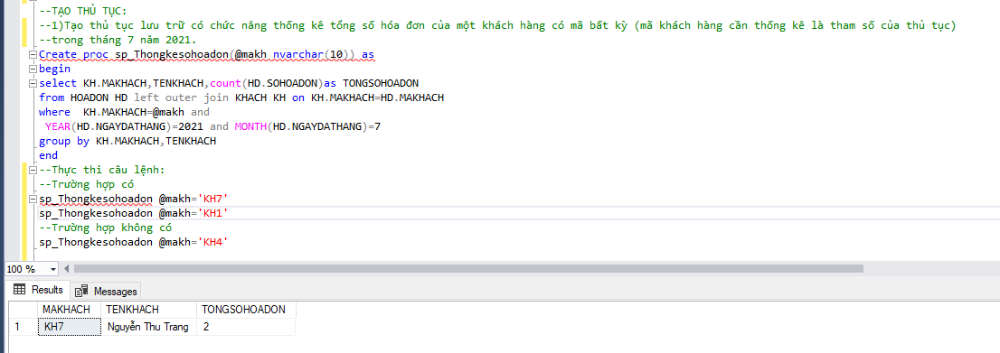 --TẠO THỦ TỤC:
--1)Tạo thủ tục lưu trữ có chức năng thống kê tổng số hóa đơn của một khách hàng có mã bất kỳ (mã khách hàng cần thống kê là tham số của thủ tục)
--trong tháng 7 năm 2021.
Create proc sp_Thongkesohoadon(@makh nvarchar(10)) as
begin
select KH.MAKHACH,TENKHACH,count(HD.SOHOADON)as TONGSOHOADON
from HOADON HD left outer join KHACH KH on KH.MAKHACH=HD.MAKHACH
where  KH.MAKHACH=@makh and
YEAR(HD.NGAYDATHANG)=2021 and MONTH(HD.NGAYDATHANG)=7
group by KH.MAKHACH,TENKHACH
end
--Thực thi câu lệnh:
--Trường hợp có
sp_Thongkesohoadon @makh='KH7'
sp_Thongkesohoadon @makh='KH1'
--Trường hợp không có
sp_Thongkesohoadon @makh='KH4'
100 %
Results Messages
MAKHACH TENKHACH TONGSOHOADON
1 KH7 Nguyễn Thu Trang 2